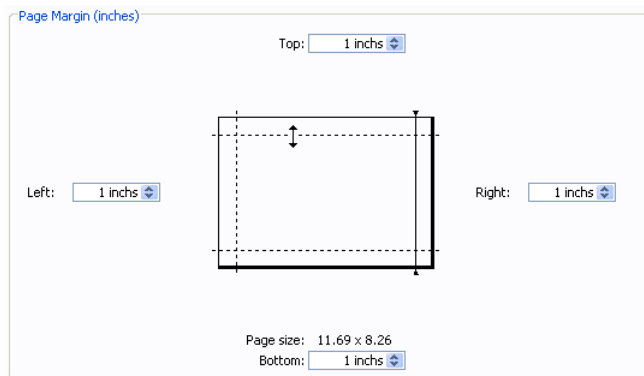 Page Margin (inches)
Top: 1 inchs
Left: 1 inchs
Right: 1 inchs
Page size: 11.69 x 8.26
Bottom: 1 inchs